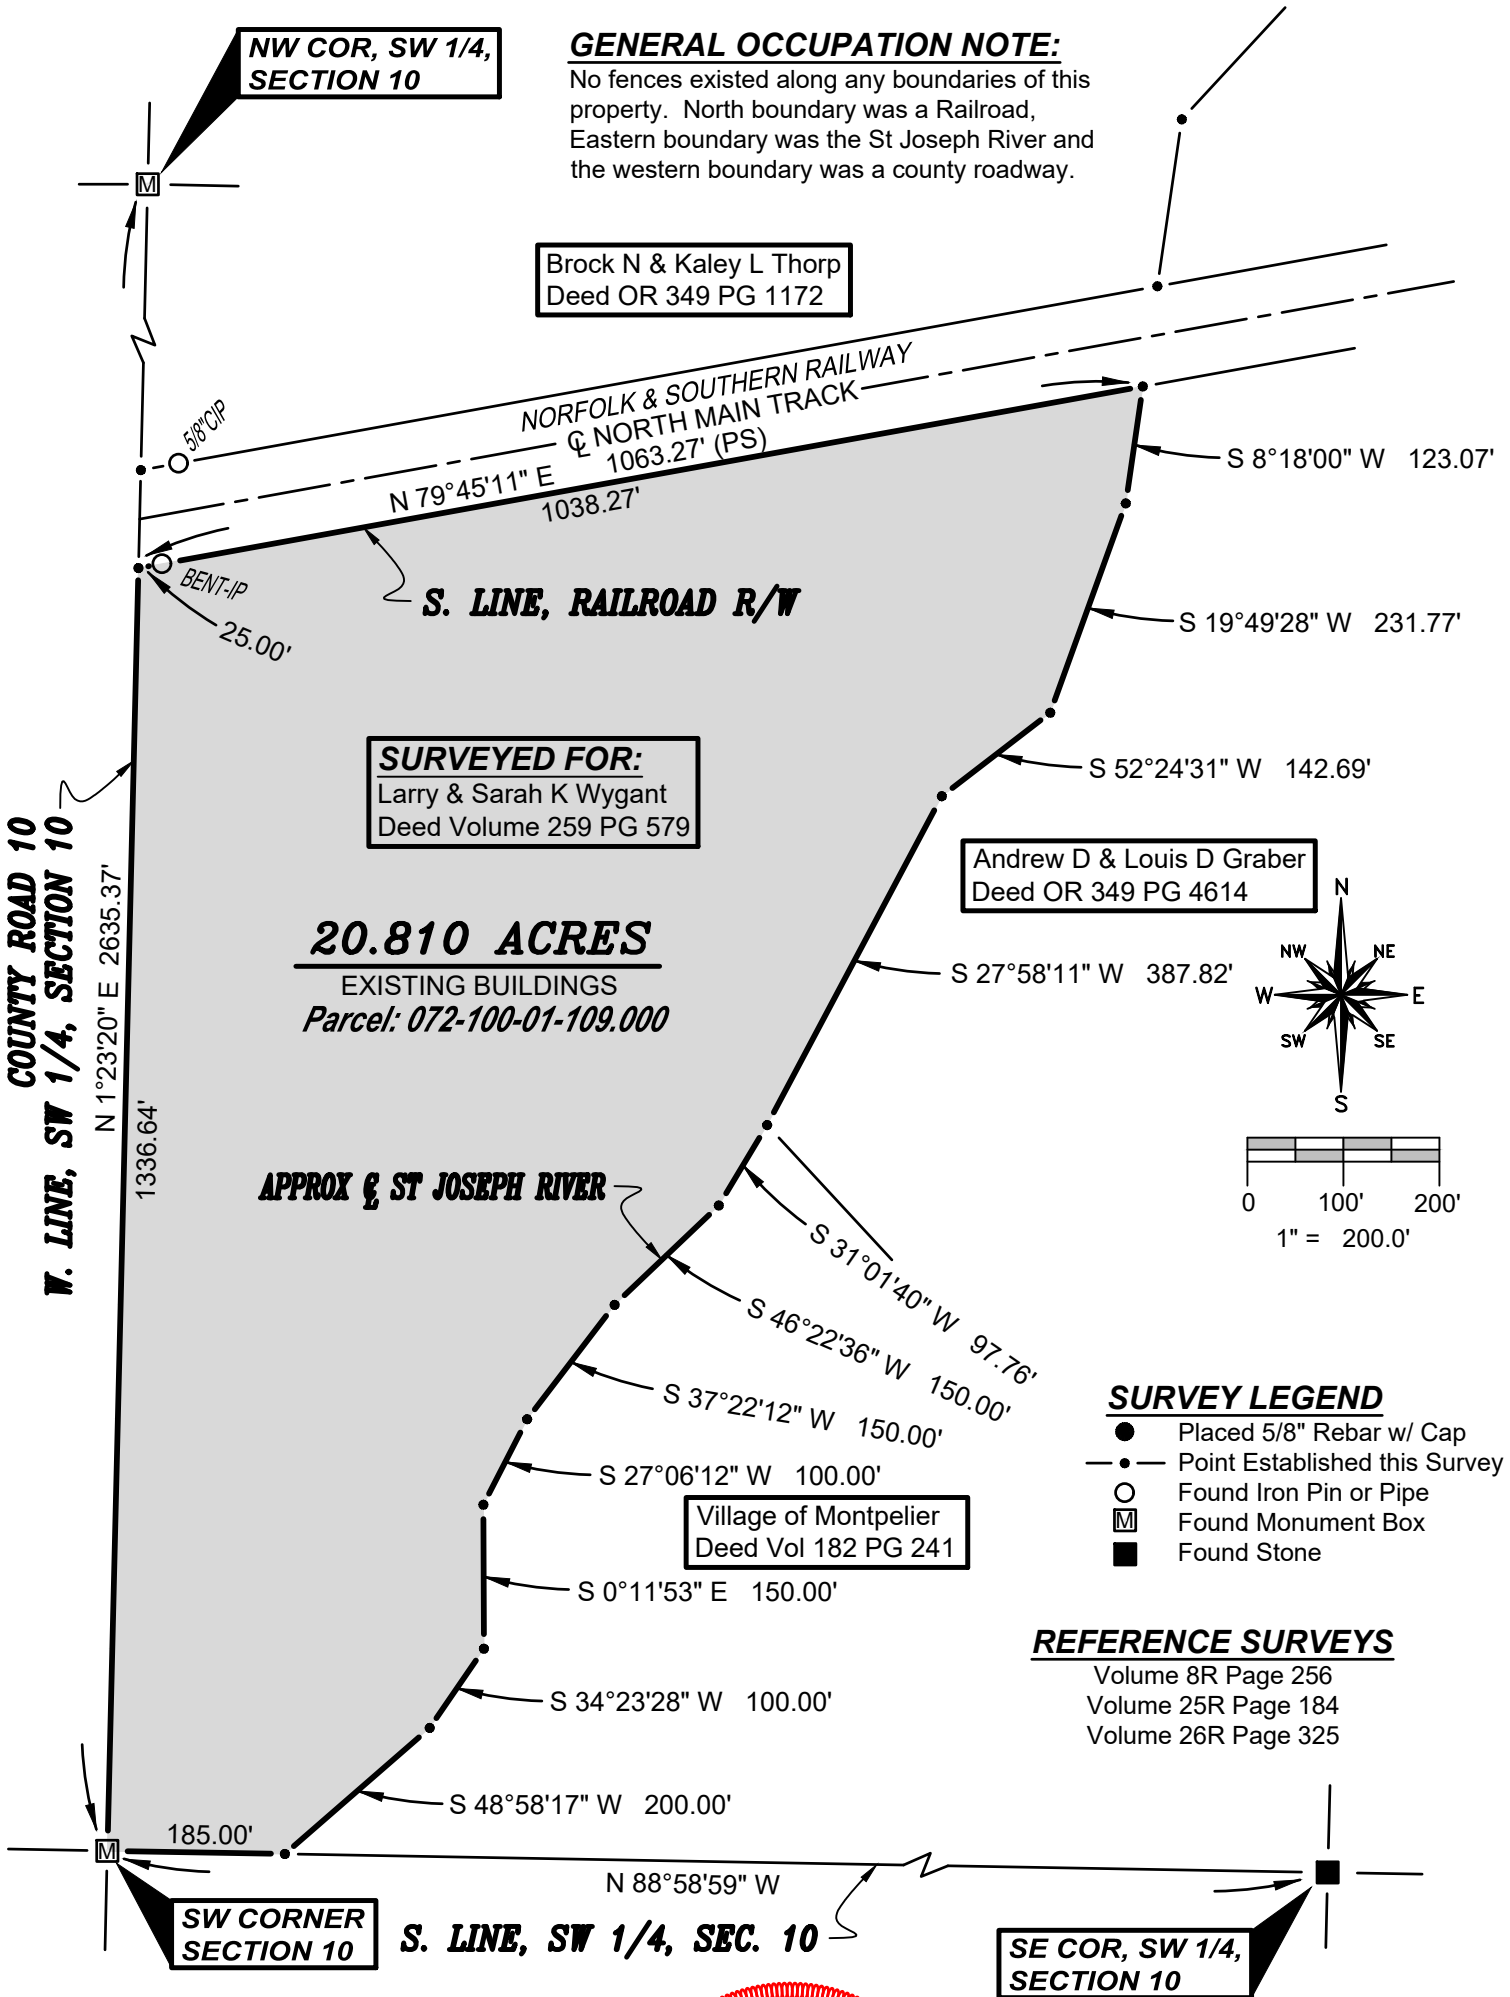 NW COR, SW 1/4,
SECTION 10
GENERAL OCCUPATION NOTE:
No fences existed along any boundaries of this
property. North boundary was a Railroad,
Eastern boundary was the St Joseph River and
the western boundary was a county roadway.
M
Brock N & Kaley L Thorp
Deed OR 349 PG 1172
NORFOLK & SOUTHERN RAILWAY
℄ NORTH MAIN TRACK
5/8"CIP
N 79°45'11" E 1063.27' (PS)
1038.27'
S 8°18'00" W 123.07'
BENT-IP
25.00'
S. LINE, RAILROAD R/W
S 19°49'28" W 231.77'
SURVEYED FOR:
Larry & Sarah K Wygant
Deed Volume 259 PG 579
S 52°24'31" W 142.69'
COUNTY ROAD 10
W. LINE, SW 1/4, SECTION 10
N 1°23'20" E 2635.37'
1336.64'
Andrew D & Louis D Graber
Deed OR 349 PG 4614
20.810 ACRES
EXISTING BUILDINGS
Parcel: 072-100-01-109.000
S 27°58'11" W 387.82'
N
NW NE
W E
SW SE
S
0 100' 200'
1" = 200.0'
APPROX ℄ ST JOSEPH RIVER
S 31°01'40" W 97.76'
S 46°22'36" W 150.00'
S 37°22'12" W 150.00'
S 27°06'12" W 100.00'
SURVEY LEGEND
Placed 5/8" Rebar w/ Cap
Point Established this Survey
Found Iron Pin or Pipe
M Found Monument Box
Found Stone
Village of Montpelier
Deed Vol 182 PG 241
S 0°11'53" E 150.00'
REFERENCE SURVEYS
Volume 8R Page 256
Volume 25R Page 184
Volume 26R Page 325
S 34°23'28" W 100.00'
S 48°58'17" W 200.00'
185.00'
M
N 88°58'59" W
SW CORNER
SECTION 10
S. LINE, SW 1/4, SEC. 10
SE COR, SW 1/4,
SECTION 10